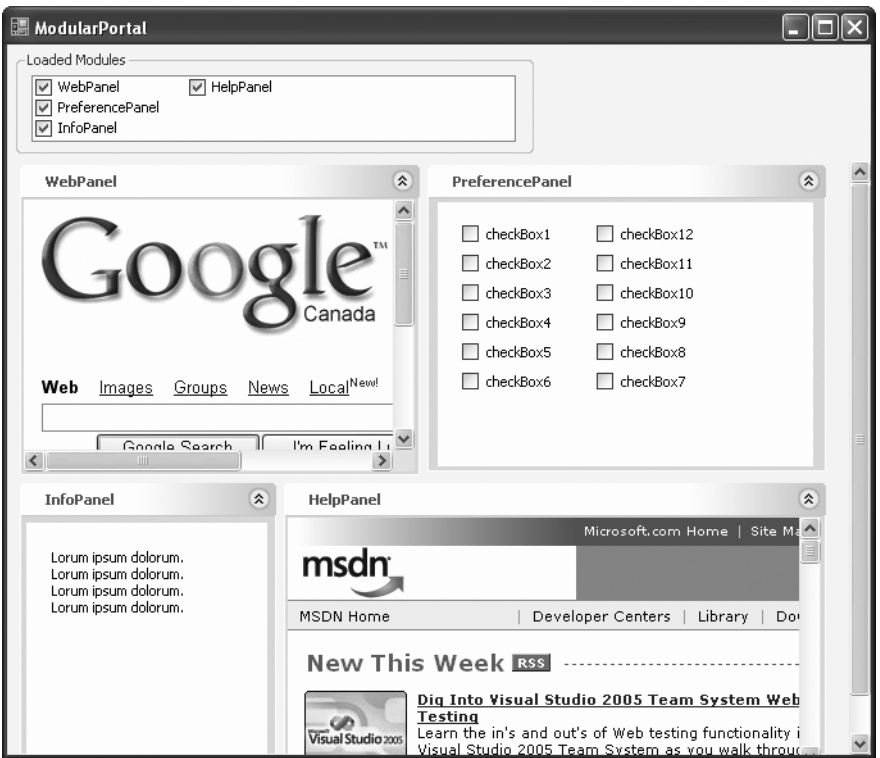 ModularPortal
Loaded Modules
WebPanel HelpPanel
PreferencePanel
InfoPanel
WebPanel
Google™
Canada
Web Images Groups News Local New!
Google Search I'm Feeling
PreferencePanel
checkBox1 checkBox12
checkBox2 checkBox11
checkBox3 checkBox10
checkBox4 checkBox9
checkBox5 checkBox8
checkBox6 checkBox7
InfoPanel
Lorum ipsum dolorum.
Lorum ipsum dolorum.
Lorum ipsum dolorum.
Lorum ipsum dolorum.
HelpPanel
Microsoft.com Home | Site
msdn
MSDN Home | Developer Centers | Library |
New This Week RSS
Visual Studio 2005
Dig Into Visual Studio 2005 Team System Web
Testing
Learn the in's and out's of Web testing functionality
Visual Studio 2005 Team System as you walk